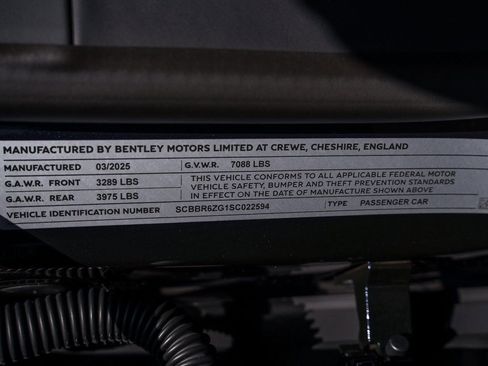 MANUFACTURED BY BENTLEY MOTORS LIMITED AT CREWE, CHESHIRE, ENGLAND
MANUFACTURED 03/2025 G.V.W.R. 7088 LBS
G.A.W.R. FRONT 3289 LBS
G.A.W.R. REAR 3975 LBS
THIS VEHICLE CONFORMS TO ALL APPLICABLE FEDERAL MOTOR
VEHICLE SAFETY, BUMPER AND THEFT PREVENTION STANDARDS
IN EFFECT ON THE DATE OF MANUFACTURE SHOWN ABOVE
VEHICLE IDENTIFICATION NUMBER SCBBR6ZG1SC022594 TYPE PASSENGER CAR